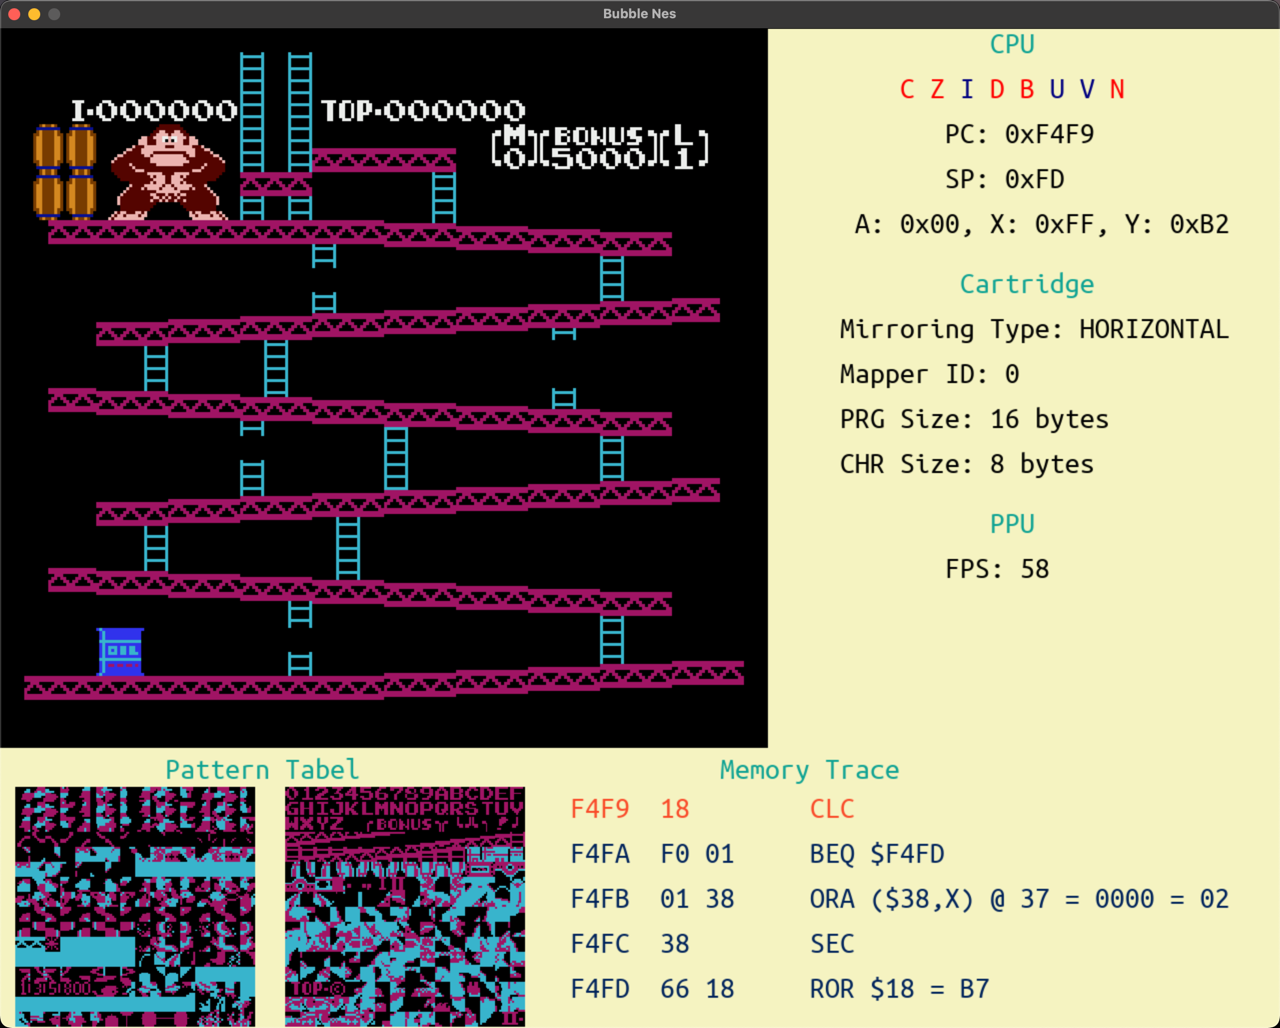 Bubble Nes
I·000000 TOP·000000
M BONUS L
0 5000 1
OIL
CPU
C Z I D B U V N
PC: 0xF4F9
SP: 0xFD
A: 0x00, X: 0xFF, Y: 0xB2
Cartridge
Mirroring Type: HORIZONTAL
Mapper ID: 0
PRG Size: 16 bytes
CHR Size: 8 bytes
PPU
FPS: 58
Pattern Tabel
0123456789ABCDEF
GHIJKLMNOPQRSTUV
WXYZ BONUS
TOP·©
Memory Trace
F4F9 18 CLC
F4FA F0 01 BEQ $F4FD
F4FB 01 38 ORA ($38,X) @ 37 = 0000 = 02
F4FC 38 SEC
F4FD 66 18 ROR $18 = B7